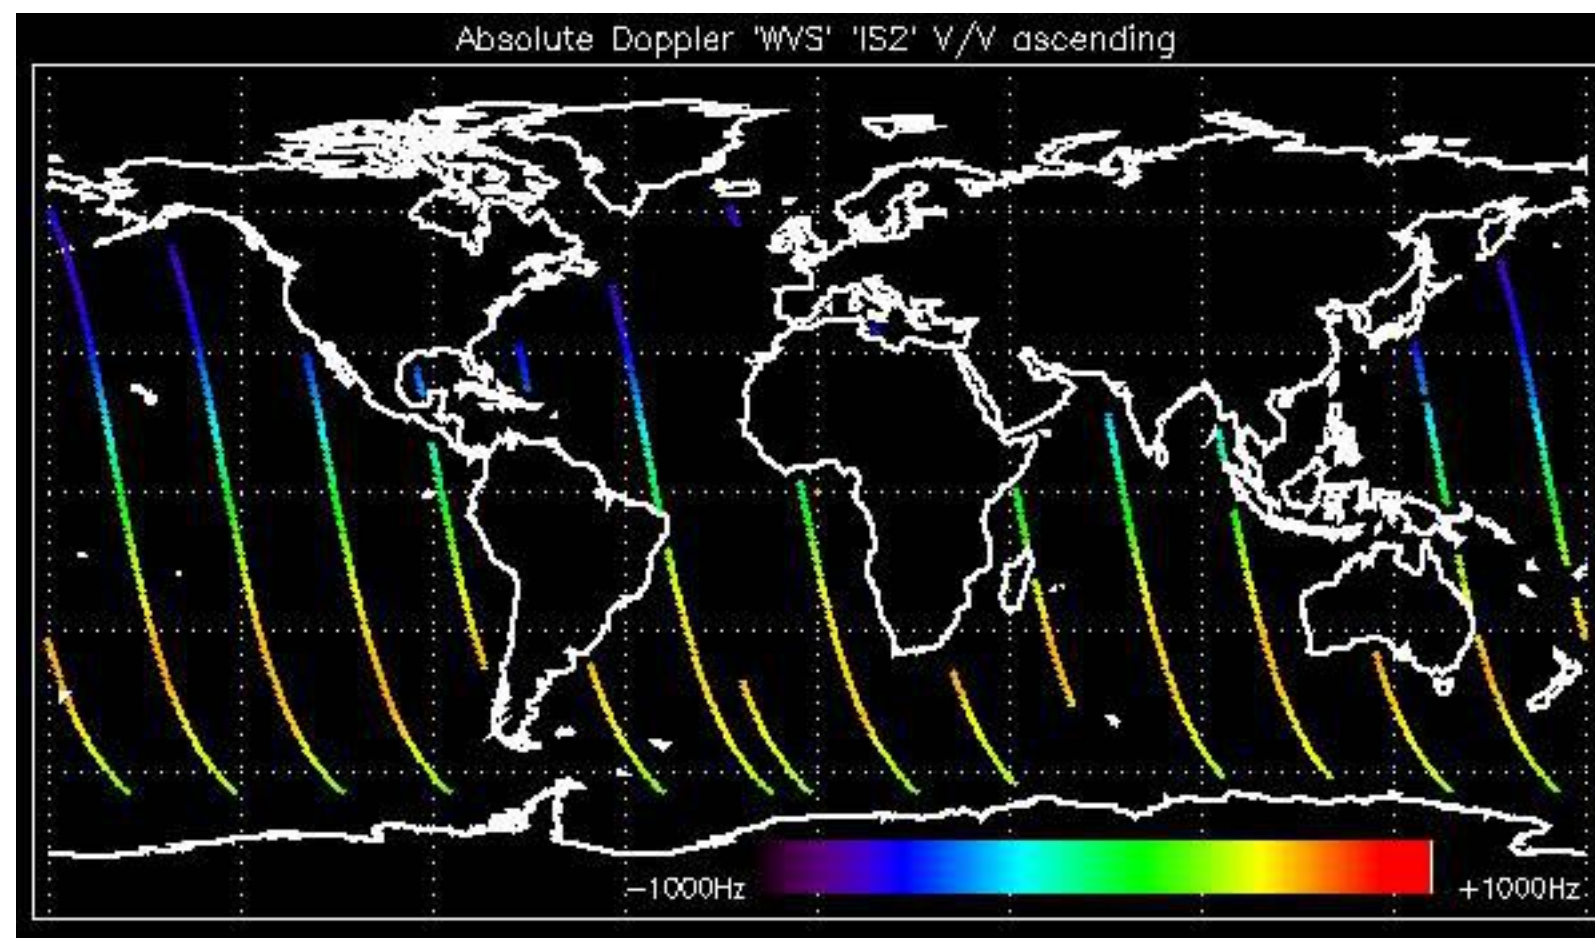 Absolute Doppler 'WVS' 'IS2' V/V ascending
−1000Hz +1000Hz